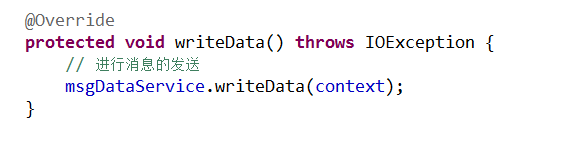 @Override
protected void writeData() throws IOException {
    // 进行消息的发送
    msgDataService.writeData(context);
}